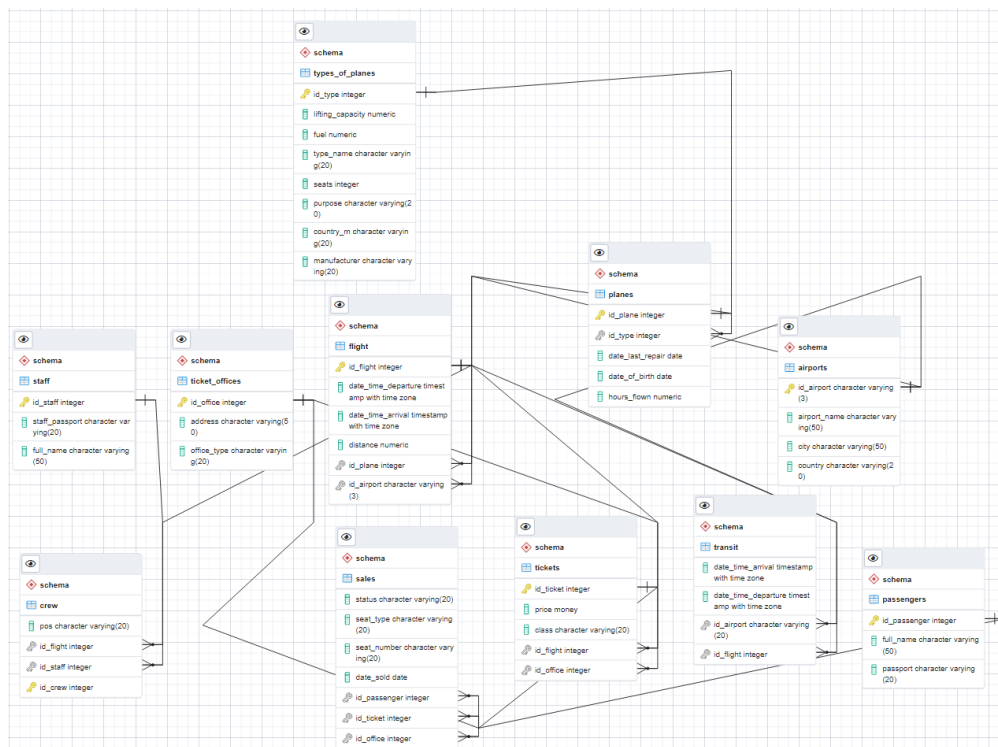 schema
types_of_planes
id_type integer
lifting_capacity numeric
fuel numeric
type_name character varyin
g(20)
seats integer
purpose character varying(2
0)
country_m character varyin
g(20)
manufacturer character vary
ing(20)
schema
planes
id_plane integer
id_type integer
date_last_repair date
date_of_birth date
hours_flown numeric
schema
flight
id_flight integer
date_time_departure timest
amp with time zone
date_time_arrival timestamp
with time zone
distance numeric
id_plane integer
id_airport character varying
(3)
schema
airports
id_airport character varying
(3)
airport_name character vary
ing(50)
city character varying(50)
country character varying(2
0)
schema
staff
id_staff integer
staff_passport character var
ying(20)
full_name character varying
(50)
schema
ticket_offices
id_office integer
address character varying(5
0)
office_type character varyin
g(20)
schema
crew
pos character varying(20)
id_flight integer
id_staff integer
id_crew integer
schema
sales
status character varying(20)
seat_type character varying
(20)
seat_number character vary
ing(20)
date_sold date
id_passenger integer
id_ticket integer
id_office integer
schema
tickets
id_ticket integer
price money
class character varying(20)
id_flight integer
id_office integer
schema
transit
date_time_arrival timestamp
with time zone
date_time_departure timest
amp with time zone
id_airport character varying
(20)
id_flight integer
schema
passengers
id_passenger integer
full_name character varying
(50)
passport character varying
(20)